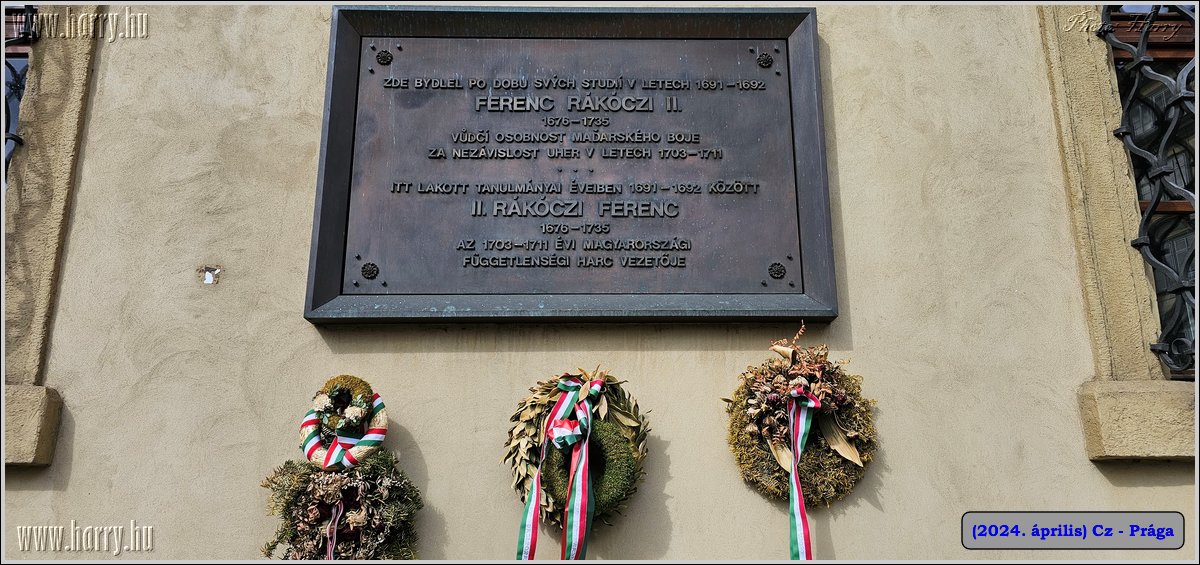 www.harry.hu
Pictus Harry
ZDE BYDLEL PO DOBU SVÝCH STUDIÍ V LETECH 1691-1692
FERENC RÁKÓCZI II.
1676-1735
VŮDČÍ OSOBNOST MAĎARSKÉHO BOJE
ZA NEZÁVISLOST UHER V LETECH 1703-1711
...
ITT LAKOTT TANULMÁNYAI ÉVEIBEN 1691-1692 KÖZÖTT
II. RÁKÓCZI FERENC
1676-1735
AZ 1703-1711 ÉVI MAGYARORSZÁGI
FÜGGETLENSÉGI HARC VEZETŐJE
www.harry.hu
(2024. április) Cz - Prága